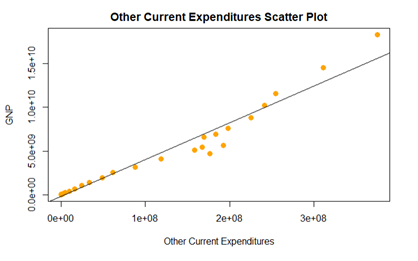 Other Current Expenditures Scatter Plot
GNP
1.5e+10
1.0e+10
5.0e+09
0.0e+00
0e+00 1e+08 2e+08 3e+08
Other Current Expenditures